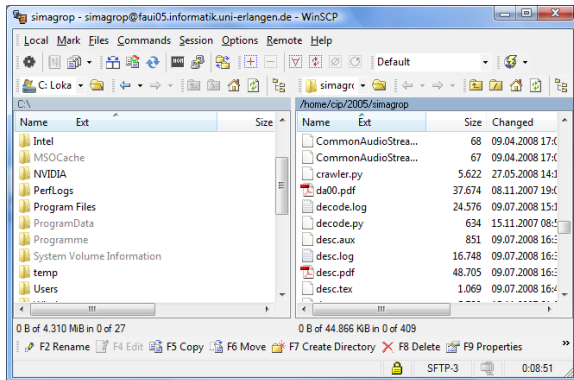 simagrop - simagrop@faui05.informatik.uni-erlangen.de - WinSCP
Local Mark Files Commands Session Options Remote Help
Default
C: Loka
simagr
C:\
/home/cip/2005/simagrop
Name Ext Size
Name Ext Size Changed
Intel
MSOCache
NVIDIA
PerfLogs
Program Files
ProgramData
Programme
System Volume Information
temp
Users
CommonAudioStrea... 68 09.04.2008 17:0
CommonAudioStrea... 67 09.04.2008 17:0
crawler.py 5.622 27.05.2008 14:1
da00.pdf 37.674 08.11.2007 19:0
decode.log 24.576 09.07.2008 15:1
decode.py 634 15.11.2007 08:5
desc.aux 851 09.07.2008 16:3
desc.log 16.748 09.07.2008 16:3
desc.pdf 48.705 09.07.2008 16:3
desc.tex 1.069 09.07.2008 16:4
0 B of 4.310 MiB in 0 of 27
0 B of 44.866 KiB in 0 of 409
F2 Rename F4 Edit F5 Copy F6 Move F7 Create Directory F8 Delete F9 Properties »
SFTP-3 0:08:51